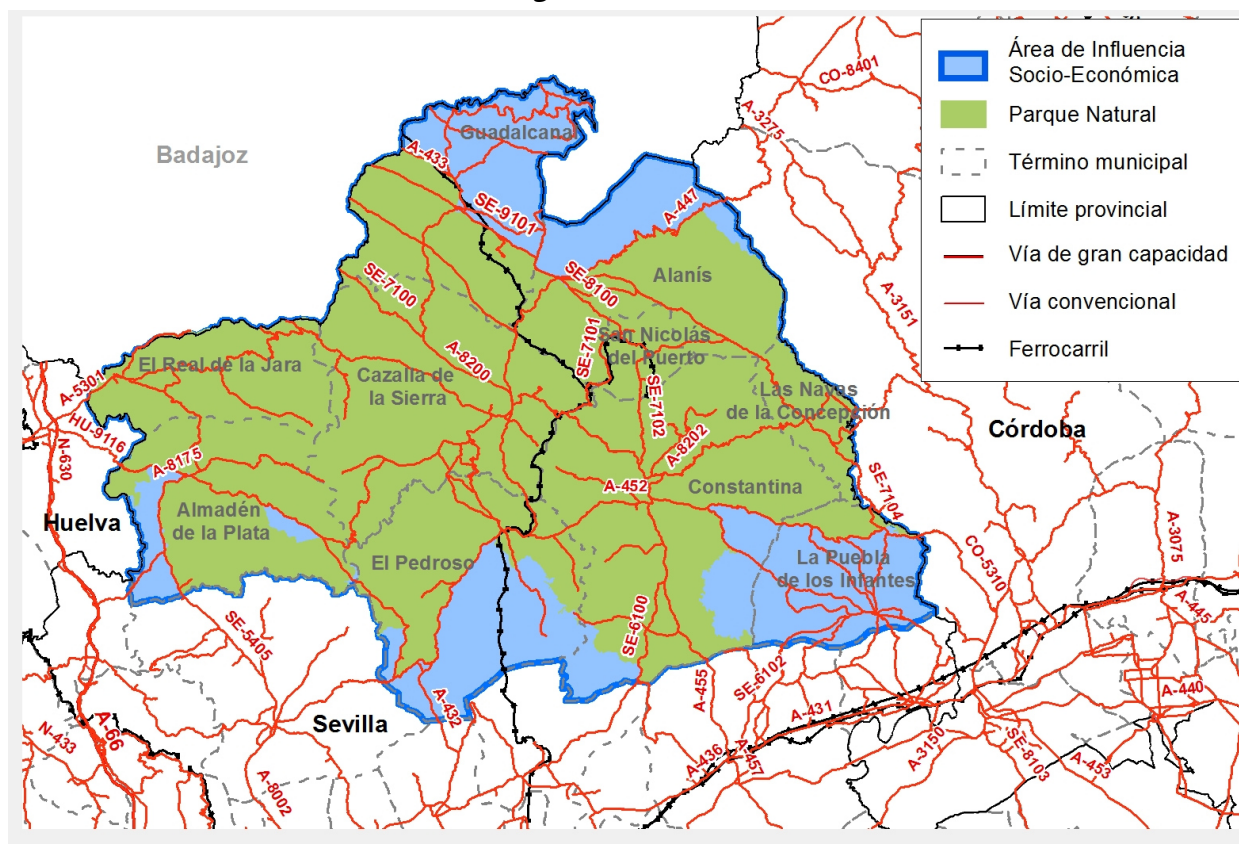 Área de Influencia
Socio-Económica
Parque Natural
Término municipal
Límite provincial
Vía de gran capacidad
Vía convencional
Ferrocarril
CO-8401
A-3275
Guadalcanal
Badajoz
A-433
SE-9101
A-447
SE-7100
SE-8100
Alanís
A-3151
SE-7101
San Nicolás
del Puerto
A-8200
El Real de la Jara
Cazalla de
la Sierra
SE-7102
Las Navas
de la Concepción
A-5301
HU-9116
N-630
A-8202
Córdoba
A-8175
A-452
Constantina
SE-7104
Huelva
Almadén
de la Plata
El Pedroso
La Puebla
de los Infantes
CO-5310
A-3075
A-445
SE-5405
SE-6100
SE-6102
A-455
A-432
A-440
Sevilla
A-431
N-433
A-66
A-436
A-457
A-3150
SE-8103
A-453
A-8002